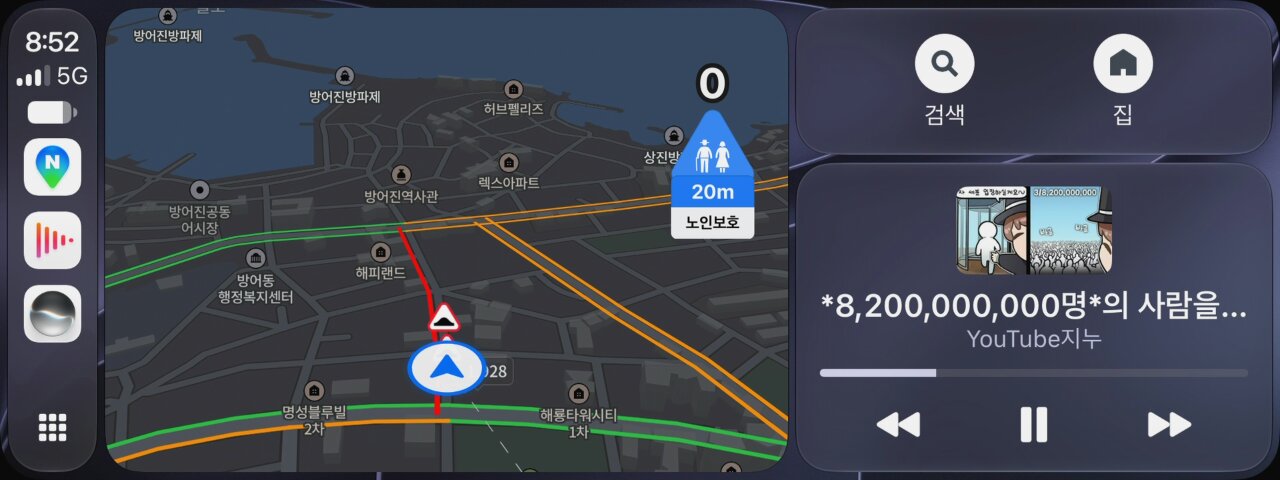 8:52
5G
N
방어진방파제
방어진방파제
허브펠리즈
상진방
렉스아파트
방어진역사관
방어진공동
어시장
해피랜드
방어동
행정복지센터
028
명성블루빌
2차
해룡타워시티
1차
0
20m
노인보호
검색
집
3/8,200,000,000
*8,200,000,000명*의 사람을...
YouTube지누